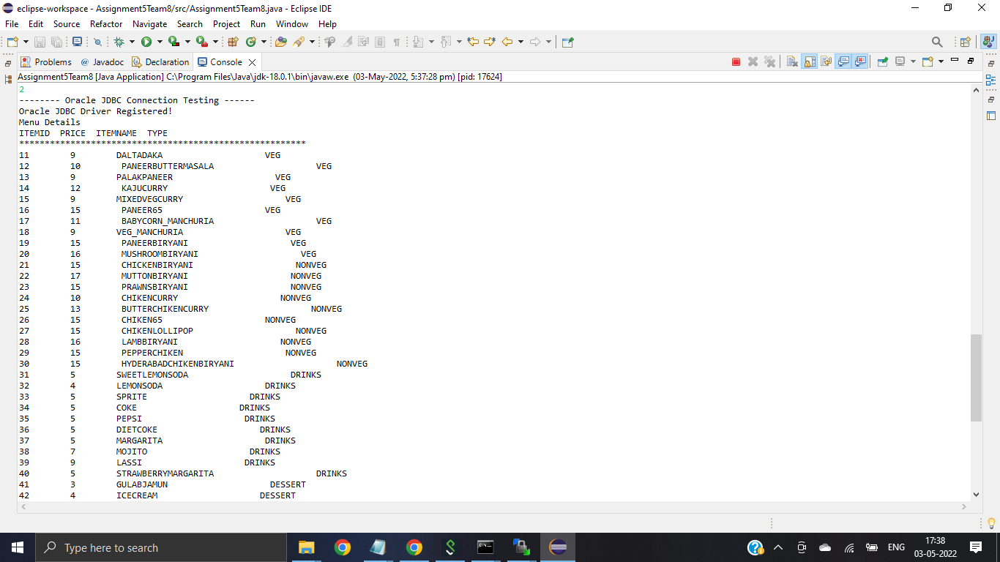 eclipse-workspace - Assignment5Team8/src/Assignment5Team8.java - Eclipse IDE
File Edit Source Refactor Navigate Search Project Run Window Help
Problems @ Javadoc Declaration Console
Assignment5Team8 [Java Application] C:\Program Files\Java\jdk-18.0.1\bin\javaw.exe (03-May-2022, 5:37:28 pm) [pid: 17624]
2
-------- Oracle JDBC Connection Testing ------
Oracle JDBC Driver Registered!
Menu Details
ITEMID PRICE ITEMNAME TYPE
********************************************************
11 9 DALTADAKA VEG
12 10 PANEERBUTTERMASALA VEG
13 9 PALAKPANEER VEG
14 12 KAJUCURRY VEG
15 9 MIXEDVEGCURRY VEG
16 15 PANEER65 VEG
17 11 BABYCORN_MANCHURIA VEG
18 9 VEG_MANCHURIA VEG
19 15 PANEERBIRYANI VEG
20 16 MUSHROOMBIRYANI VEG
21 15 CHICKENBIRYANI NONVEG
22 17 MUTTONBIRYANI NONVEG
23 15 PRAWNSBIRYANI NONVEG
24 10 CHIKENCURRY NONVEG
25 13 BUTTERCHIKENCURRY NONVEG
26 15 CHIKEN65 NONVEG
27 15 CHIKENLOLLIPOP NONVEG
28 16 LAMBBIRYANI NONVEG
29 15 PEPPERCHIKEN NONVEG
30 15 HYDERABADCHIKENBIRYANI NONVEG
31 5 SWEETLEMONSODA DRINKS
32 4 LEMONSODA DRINKS
33 5 SPRITE DRINKS
34 5 COKE DRINKS
35 5 PEPSI DRINKS
36 5 DIETCOKE DRINKS
37 5 MARGARITA DRINKS
38 7 MOJITO DRINKS
39 9 LASSI DRINKS
40 5 STRAWBERRYMARGARITA DRINKS
41 3 GULABJAMUN DESSERT
42 4 ICECREAM DESSERT
Type here to search
ENG
17:38
03-05-2022